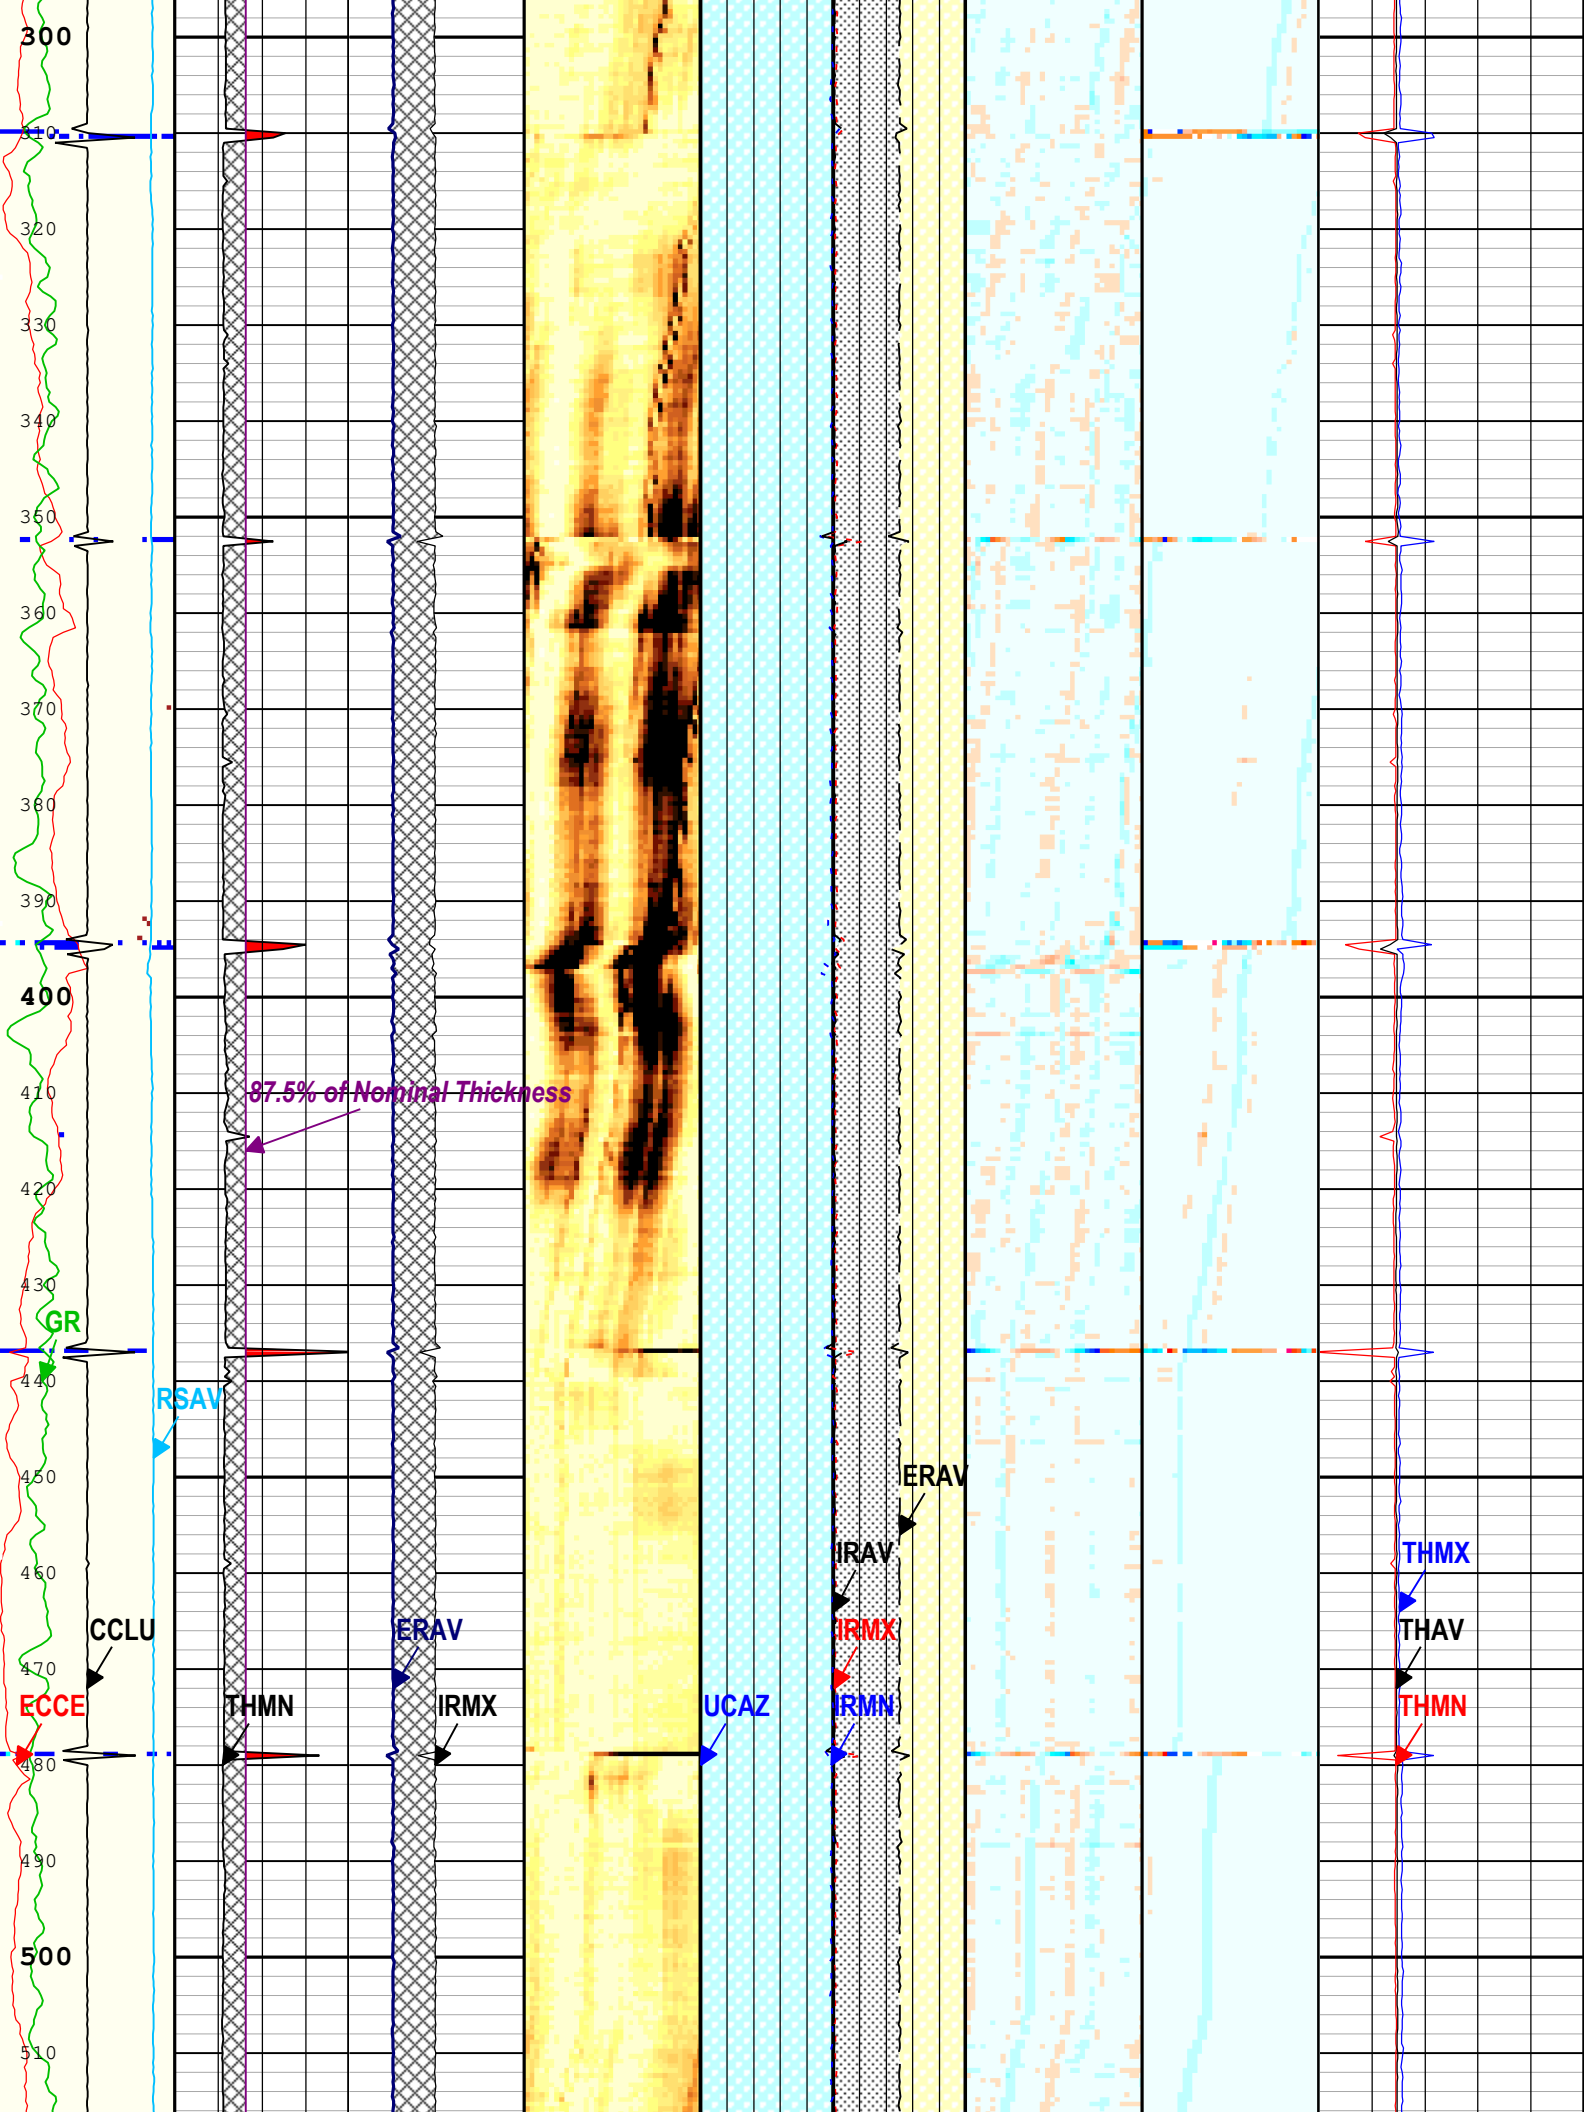 300
310
320
330
340
350
360
370
380
390
400
410
87.5% of Nominal Thickness
420
430
GR
440
RSAV
450
ERAV
460
IRAV
THMX
CCLU
ERAV
IRMX
THAV
470
ECCE
THMN
IRMX
UCAZ
IRMN
THMN
480
490
500
510